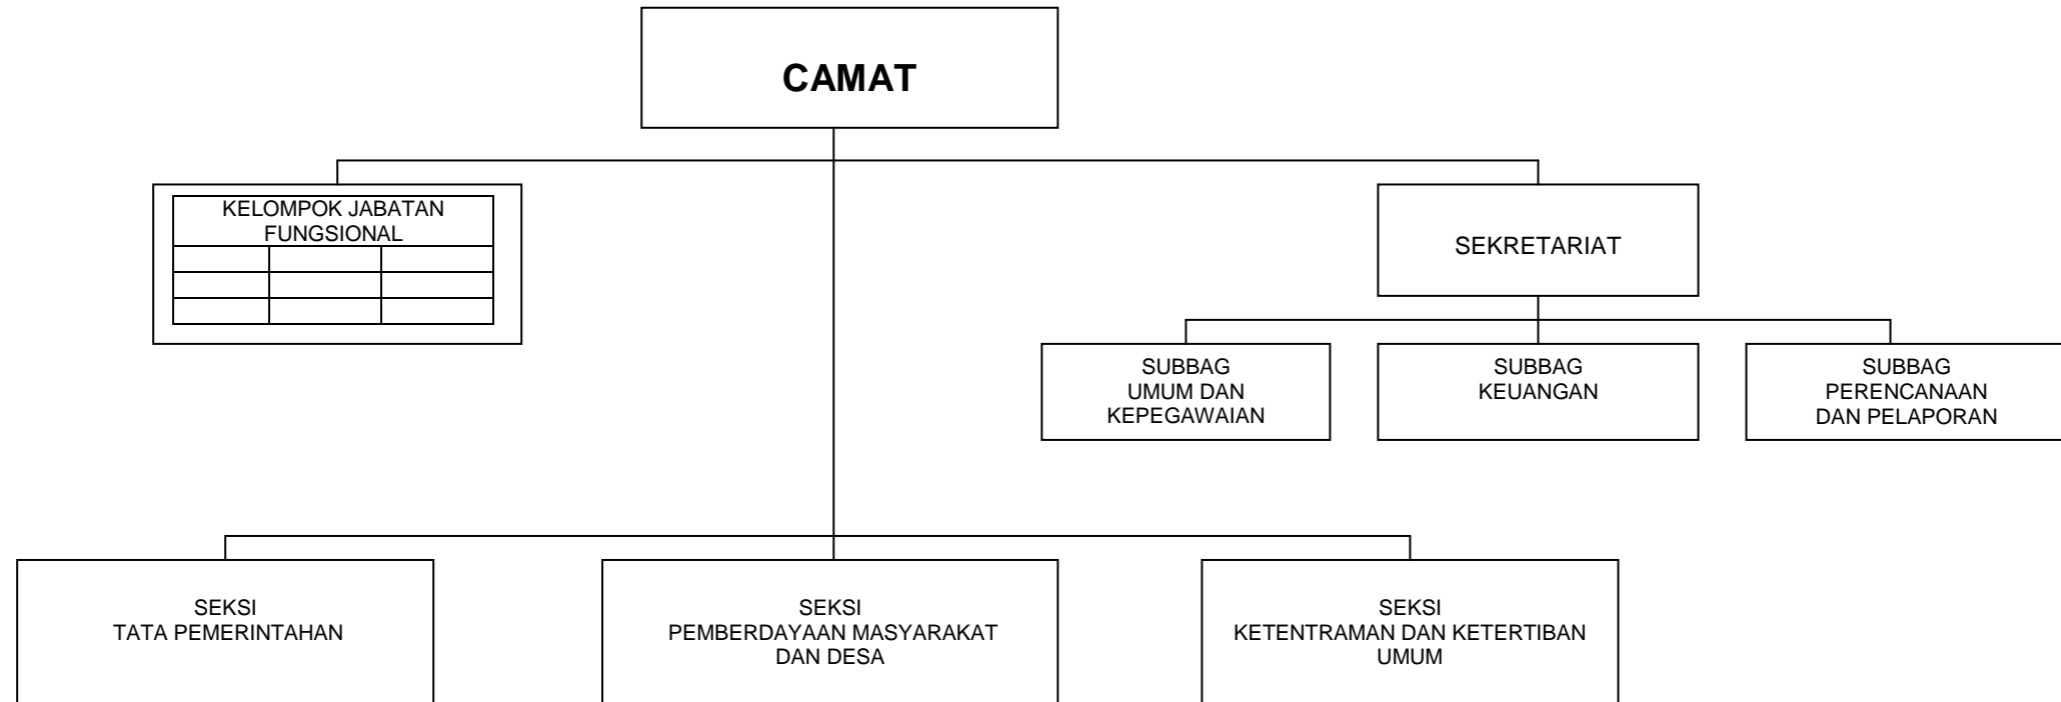 CAMAT
KELOMPOK JABATAN
FUNGSIONAL
SEKRETARIAT
SUBBAG
UMUM DAN
KEPEGAWAIAN
SUBBAG
KEUANGAN
SUBBAG
PERENCANAAN
DAN PELAPORAN
SEKSI
TATA PEMERINTAHAN
SEKSI
PEMBERDAYAAN MASYARAKAT
DAN DESA
SEKSI
KETENTRAMAN DAN KETERTIBAN
UMUM